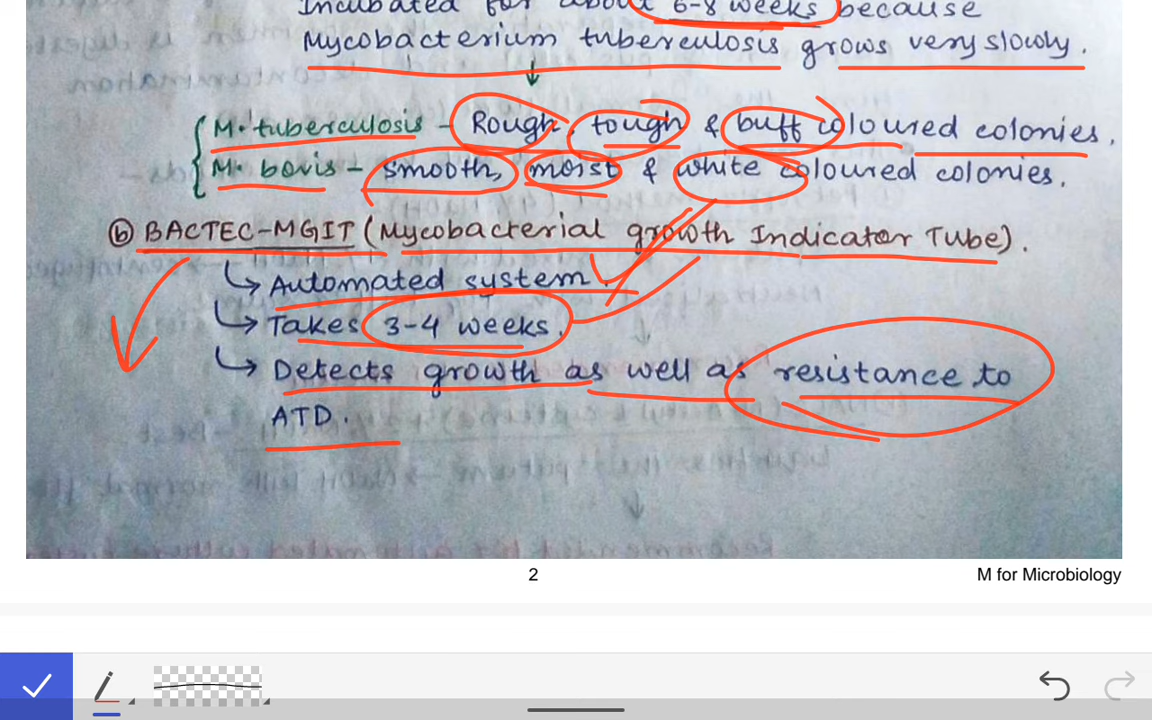 Incubated for about 6-8 weeks because
Mycobacterium tuberculosis grows very slowly.
M. tuberculosis - Rough, tough & buff coloured colonies.
M. bovis - smooth, moist & white coloured colonies.
ⓑ BACTEC-MGIT (Mycobacterial growth Indicator Tube).
↳ Automated system.
↳ Takes 3-4 weeks.
↳ Detects growth as well as resistance to
ATD.
2
M for Microbiology